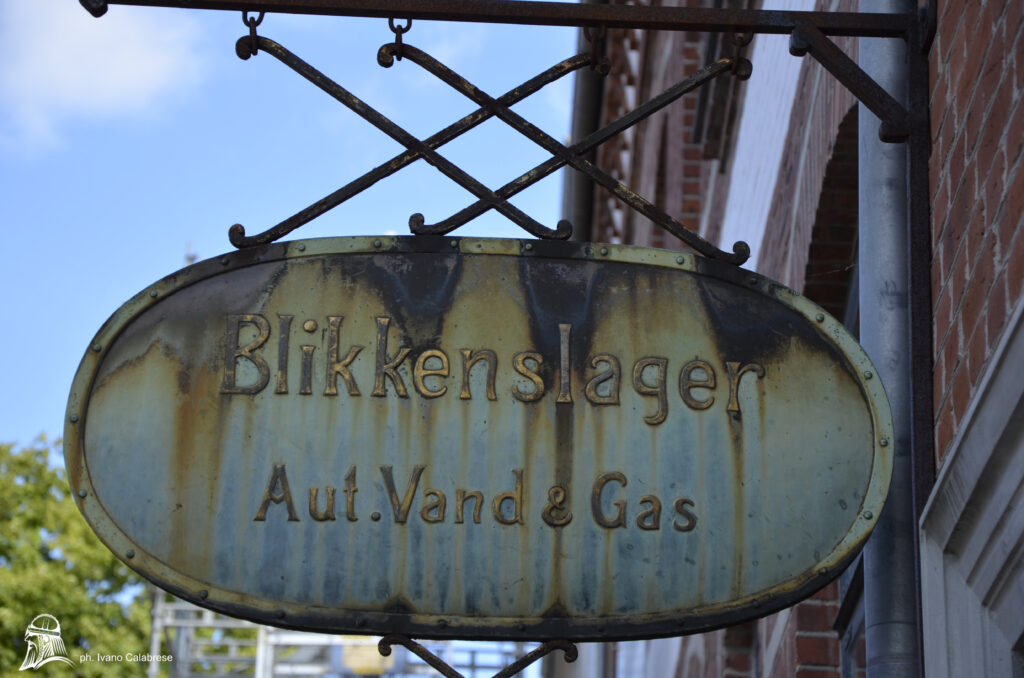 Blikkenslager
Aut. Vand & Gas
ph. Ivano Calabrese